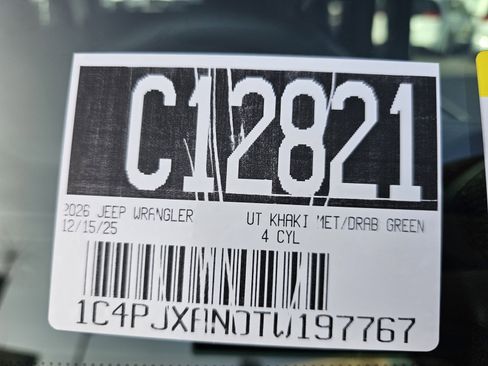 C12821
2026 JEEP WRANGLER UT KHAKI MET/DRAB GREEN
12/15/25 4 CYL
1C4PJXAN0TW197767